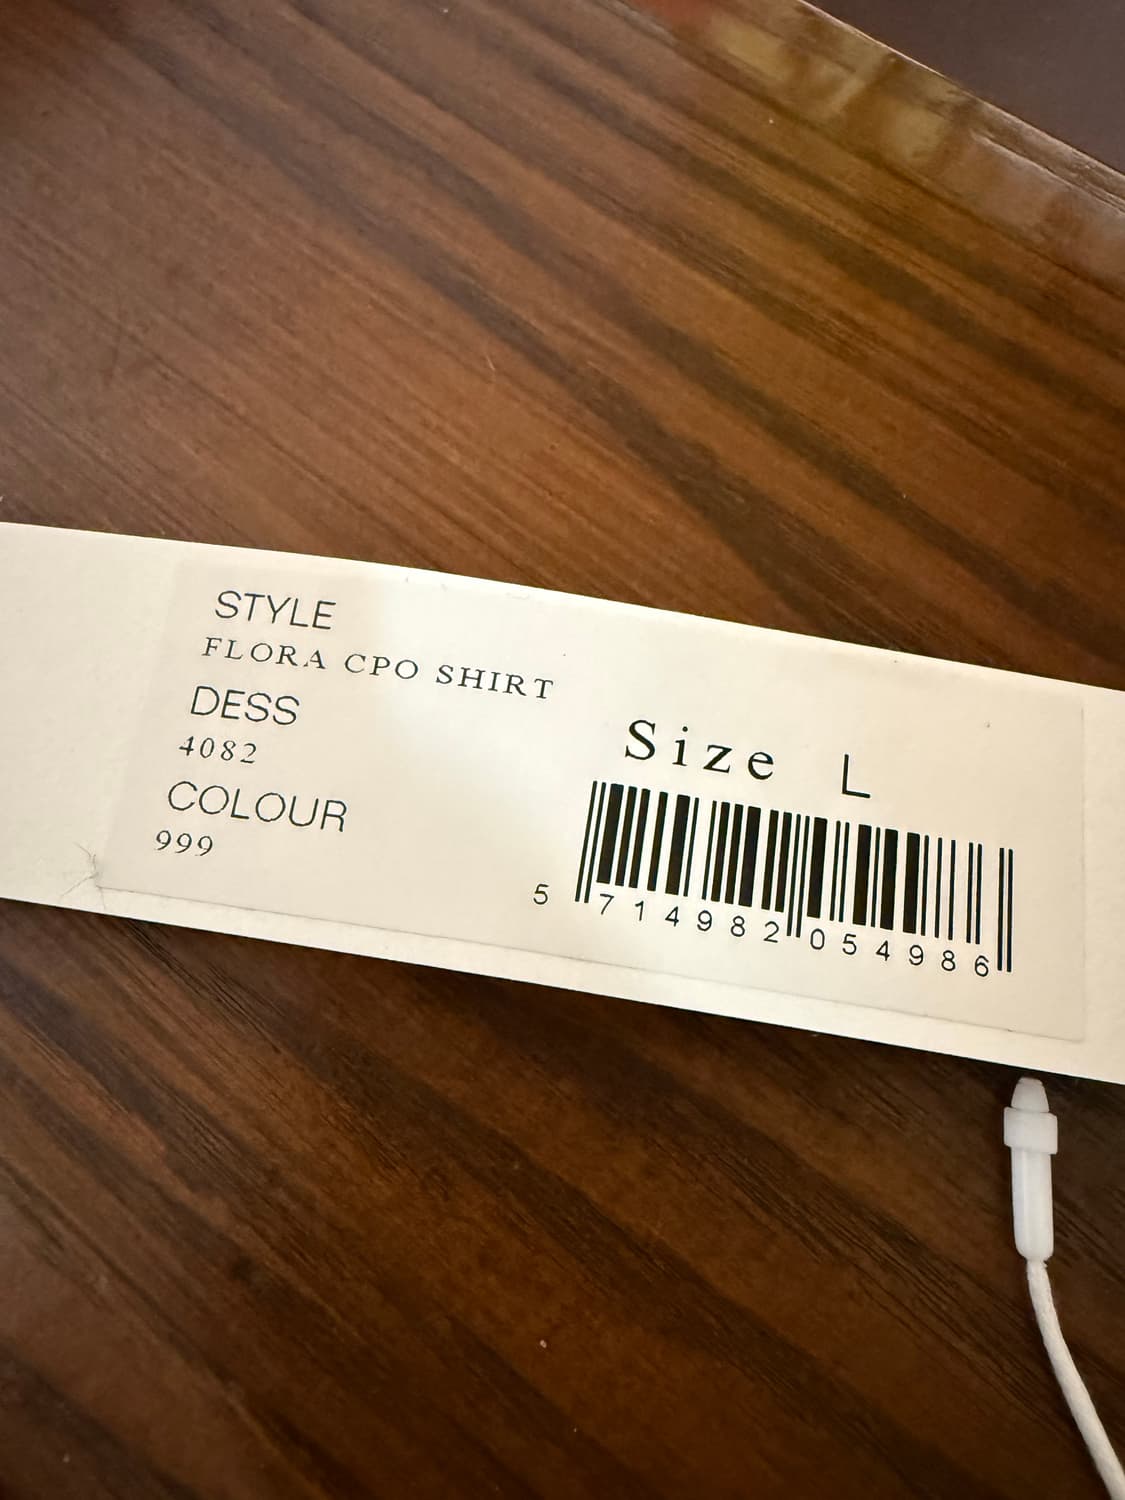 STYLE
FLORA CPO SHIRT
DESS
4082
COLOUR
999
Size L
5 714982 054986